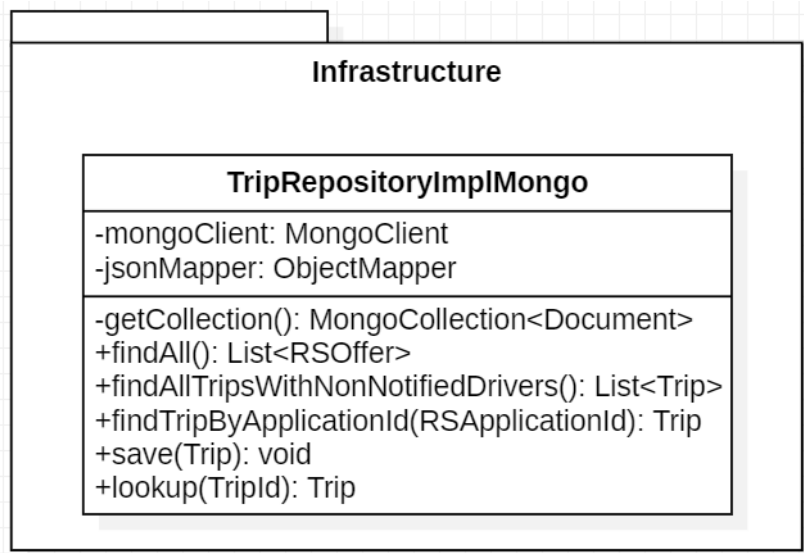 Infrastructure
TripRepositoryImplMongo
-mongoClient: MongoClient
-jsonMapper: ObjectMapper
-getCollection(): MongoCollection<Document>
+findAll(): List<RSOffer>
+findAllTripsWithNonNotifiedDrivers(): List<Trip>
+findTripByApplicationId(RSApplicationId): Trip
+save(Trip): void
+lookup(TripId): Trip